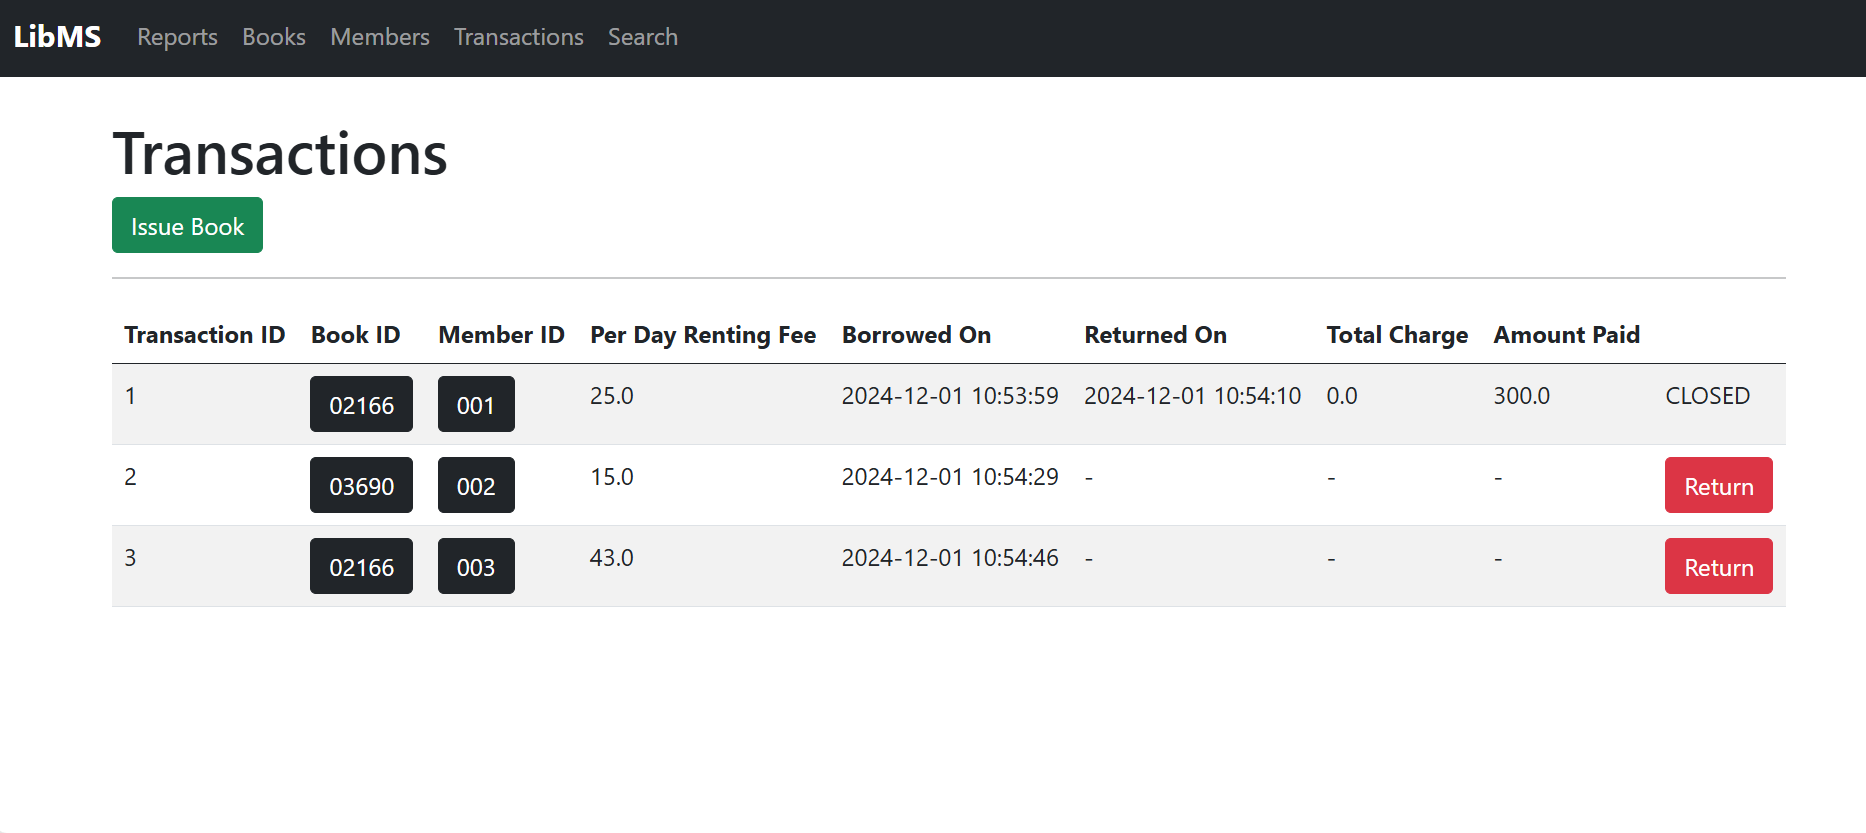 LibMS Reports Books Members Transactions Search
Transactions
Issue Book
Transaction ID Book ID Member ID Per Day Renting Fee Borrowed On Returned On Total Charge Amount Paid
1 02166 001 25.0 2024-12-01 10:53:59 2024-12-01 10:54:10 0.0 300.0 CLOSED
2 03690 002 15.0 2024-12-01 10:54:29 - - - Return
3 02166 003 43.0 2024-12-01 10:54:46 - - - Return